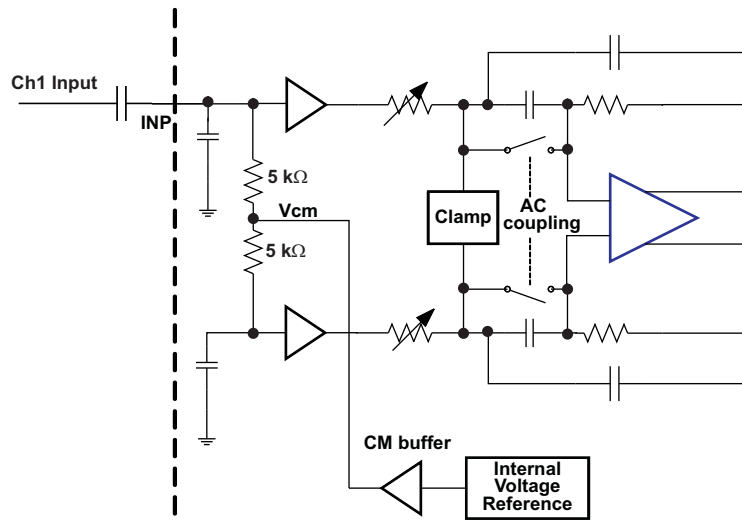 Ch1 Input
INP
5 kΩ
Vcm
5 kΩ
Clamp
AC
coupling
CM buffer
Internal
Voltage
Reference